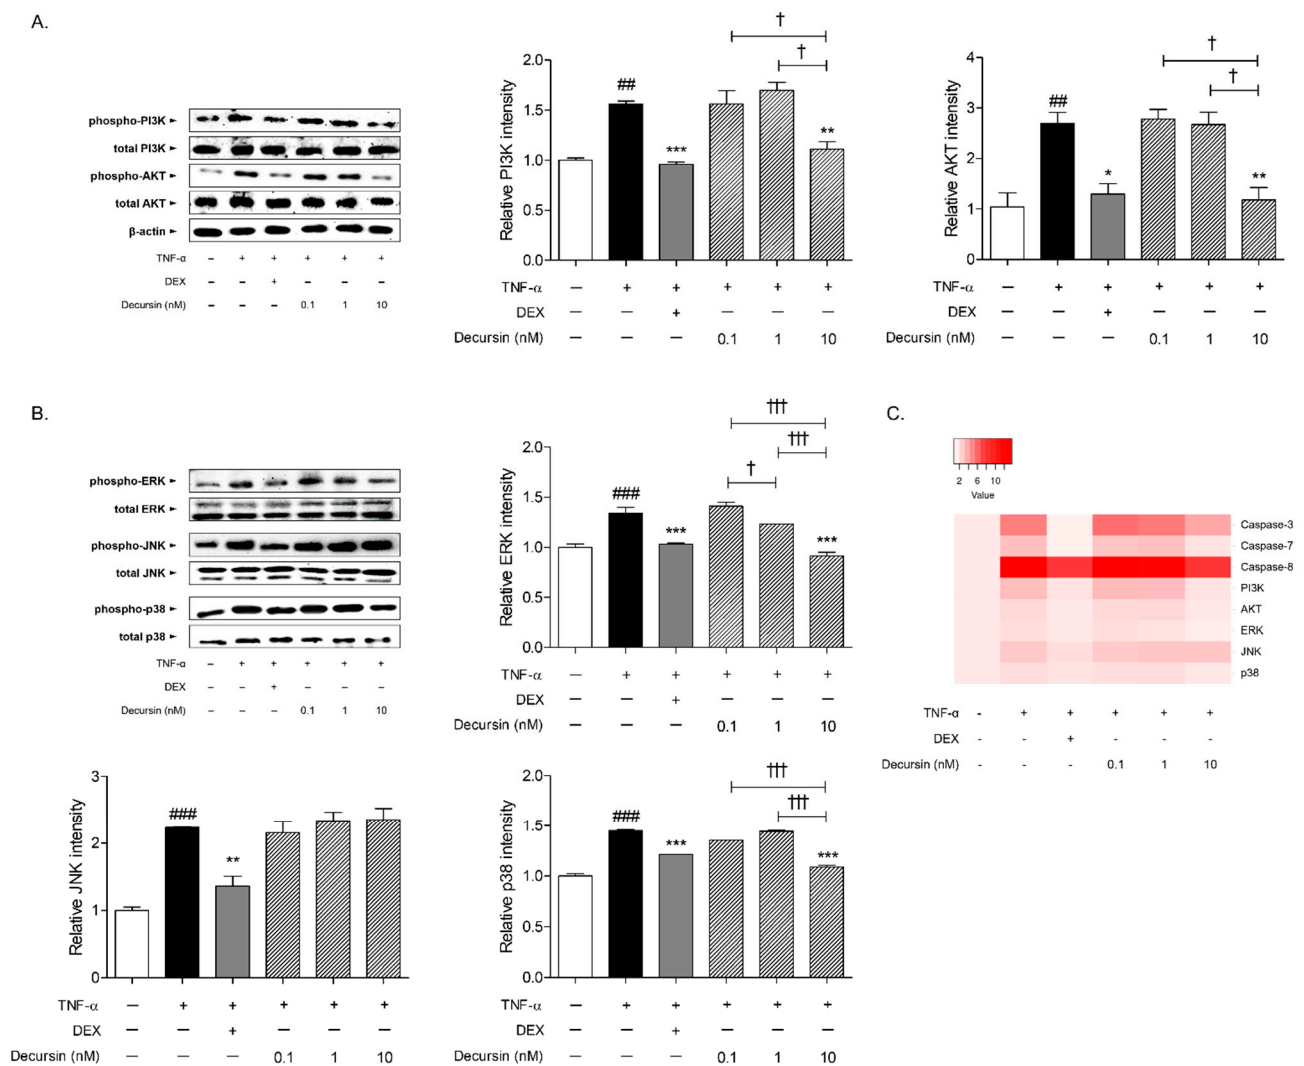 A.
phospho-PI3K ►
total PI3K ►
phospho-AKT ►
total AKT ►
β-actin ►
TNF-α – + + + + +
DEX – – + – – –
Decursin (nM) – – – 0.1 1 10
†
†
2.0
1.5
1.0
0.5
0.0
Relative PI3K intensity
##
***
**
TNF-α – + + + + +
DEX – – + – – –
Decursin (nM) – – – 0.1 1 10
†
†
4
3
2
1
0
Relative AKT intensity
##
*
**
TNF-α – + + + + +
DEX – – + – – –
Decursin (nM) – – – 0.1 1 10
B.
phospho-ERK ►
total ERK ►
phospho-JNK ►
total JNK ►
phospho-p38 ►
total p38 ►
TNF-α – + + + + +
DEX – – + – – –
Decursin (nM) – – – 0.1 1 10
†††
†††
†
2.0
1.5
1.0
0.5
0.0
Relative ERK intensity
###
***
***
TNF-α – + + + + +
DEX – – + – – –
Decursin (nM) – – – 0.1 1 10
C.
2 6 10
Value
Caspase-3
Caspase-7
Caspase-8
PI3K
AKT
ERK
JNK
p38
TNF-α - + + + + +
DEX - - + - - -
Decursin (nM) - - - 0.1 1 10
3
2
1
0
Relative JNK intensity
###
**
TNF-α – + + + + +
DEX – – + – – –
Decursin (nM) – – – 0.1 1 10
†††
†††
2.0
1.5
1.0
0.5
0.0
Relative p38 intensity
###
***
***
TNF-α – + + + + +
DEX – – + – – –
Decursin (nM) – – – 0.1 1 10